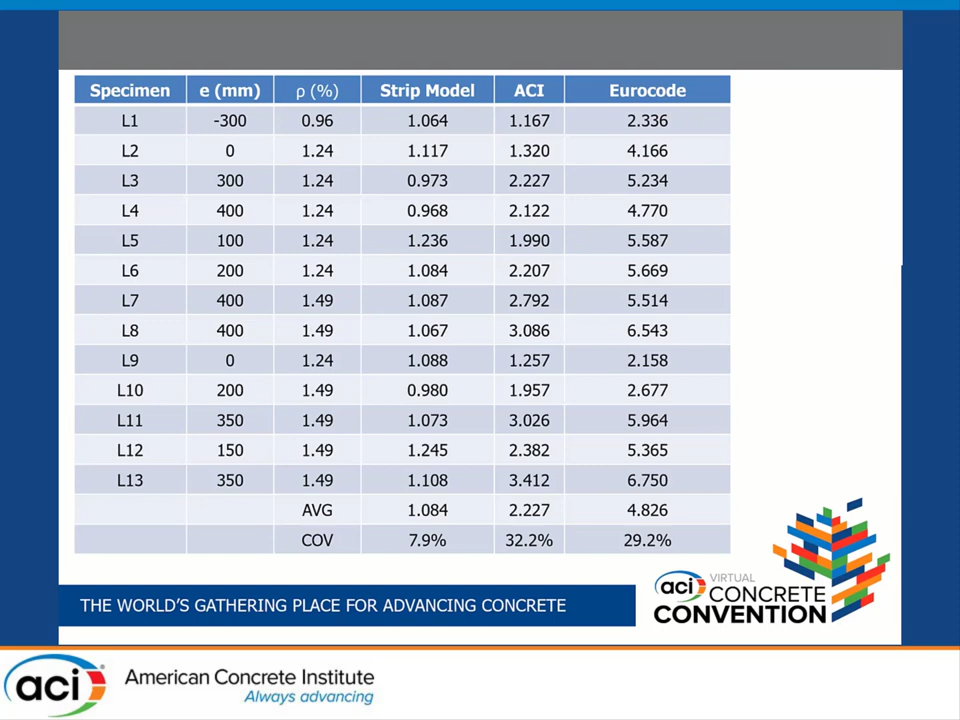 Specimen e (mm) ρ (%) Strip Model ACI Eurocode
L1 -300 0.96 1.064 1.167 2.336
L2 0 1.24 1.117 1.320 4.166
L3 300 1.24 0.973 2.227 5.234
L4 400 1.24 0.968 2.122 4.770
L5 100 1.24 1.236 1.990 5.587
L6 200 1.24 1.084 2.207 5.669
L7 400 1.49 1.087 2.792 5.514
L8 400 1.49 1.067 3.086 6.543
L9 0 1.24 1.088 1.257 2.158
L10 200 1.49 0.980 1.957 2.677
L11 350 1.49 1.073 3.026 5.964
L12 150 1.49 1.245 2.382 5.365
L13 350 1.49 1.108 3.412 6.750
AVG 1.084 2.227 4.826
COV 7.9% 32.2% 29.2%
THE WORLD'S GATHERING PLACE FOR ADVANCING CONCRETE
aci VIRTUAL
CONCRETE
CONVENTION
aci®
American Concrete Institute
Always advancing